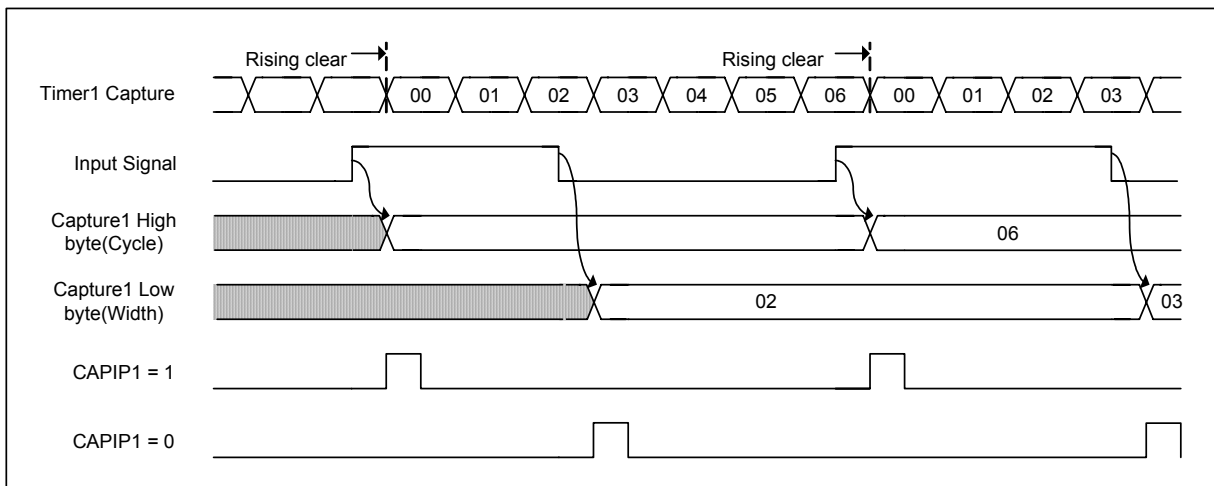 Rising clear
Rising clear
Timer1 Capture
00
01
02
03
04
05
06
00
01
02
03
Input Signal
Capture1 High
byte(Cycle)
06
Capture1 Low
byte(Width)
02
03
CAPIP1 = 1
CAPIP1 = 0